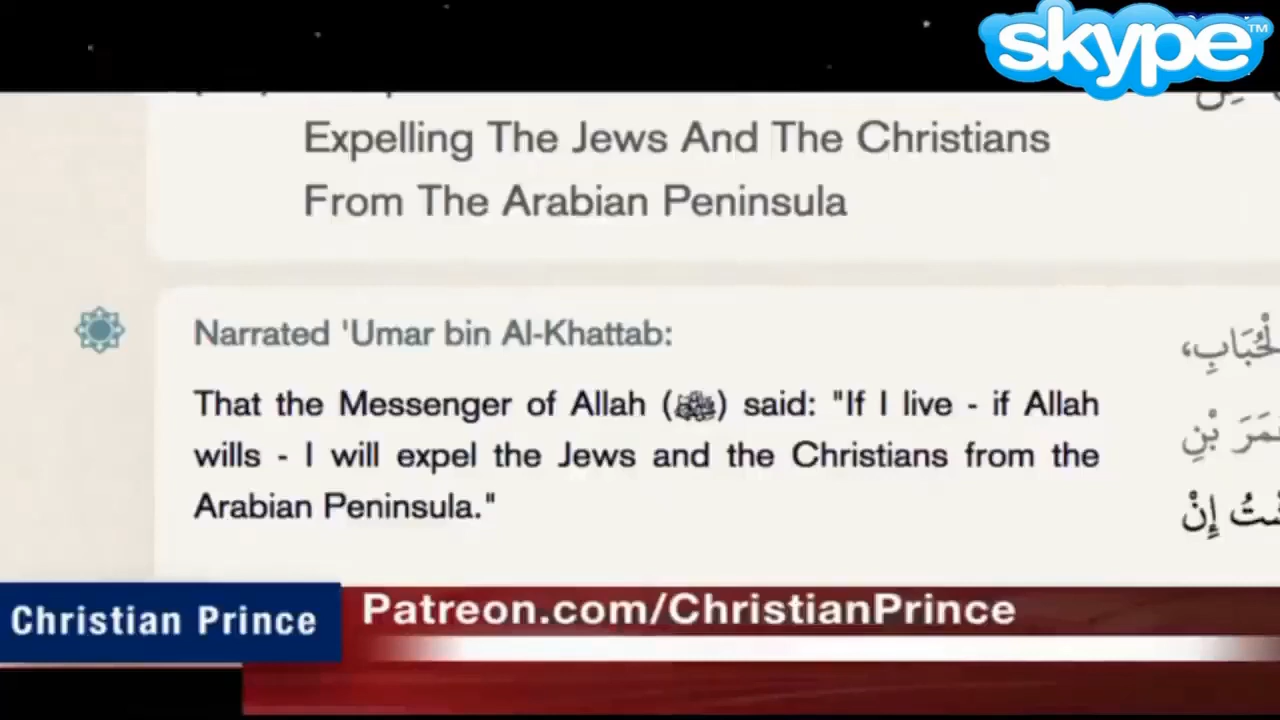 skype™
Expelling The Jews And The Christians
From The Arabian Peninsula
Narrated 'Umar bin Al-Khattab:
That the Messenger of Allah (ﷺ) said: "If I live - if Allah
wills - I will expel the Jews and the Christians from the
Arabian Peninsula."
بْنِ
إِنْ
Christian Prince
Patreon.com/ChristianPrince